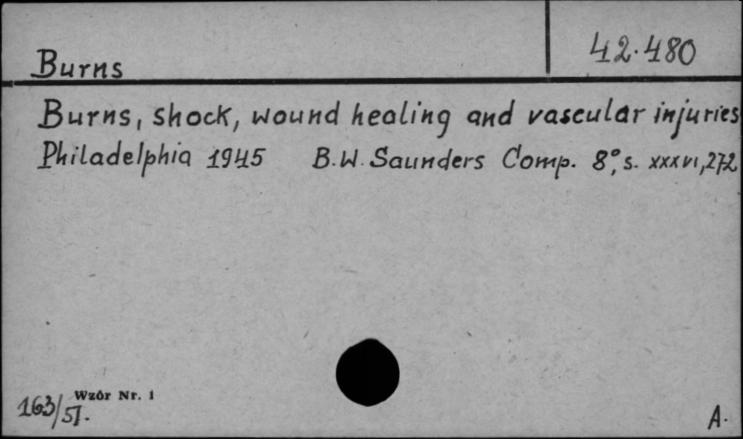 Burns
42.480
Burns, shock, wound healing and vascular injuries
Philadelphia 1945 B.W. Saunders Comp. 8°, s. XXXVI, 272
Wzór Nr. 1
163/51.
A.